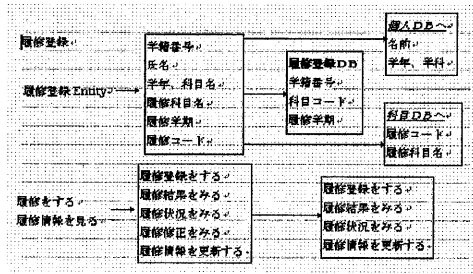 履修登録
履修登録Entity
学籍番号
氏名
学年、科目名
履修科目名
履修学期
履修コード
履修登録DB
学籍番号
科目コード
履修学期
個人DBへ
名前
学年、学科
科目DBへ
履修コード
履修科目名
履修をする
履修情報を見る
履修登録をする
履修結果をみる
履修状況をみる
履修修正をみる
履修情報を更新する
履修登録をする
履修結果をみる
履修状況をみる
履修情報を更新する